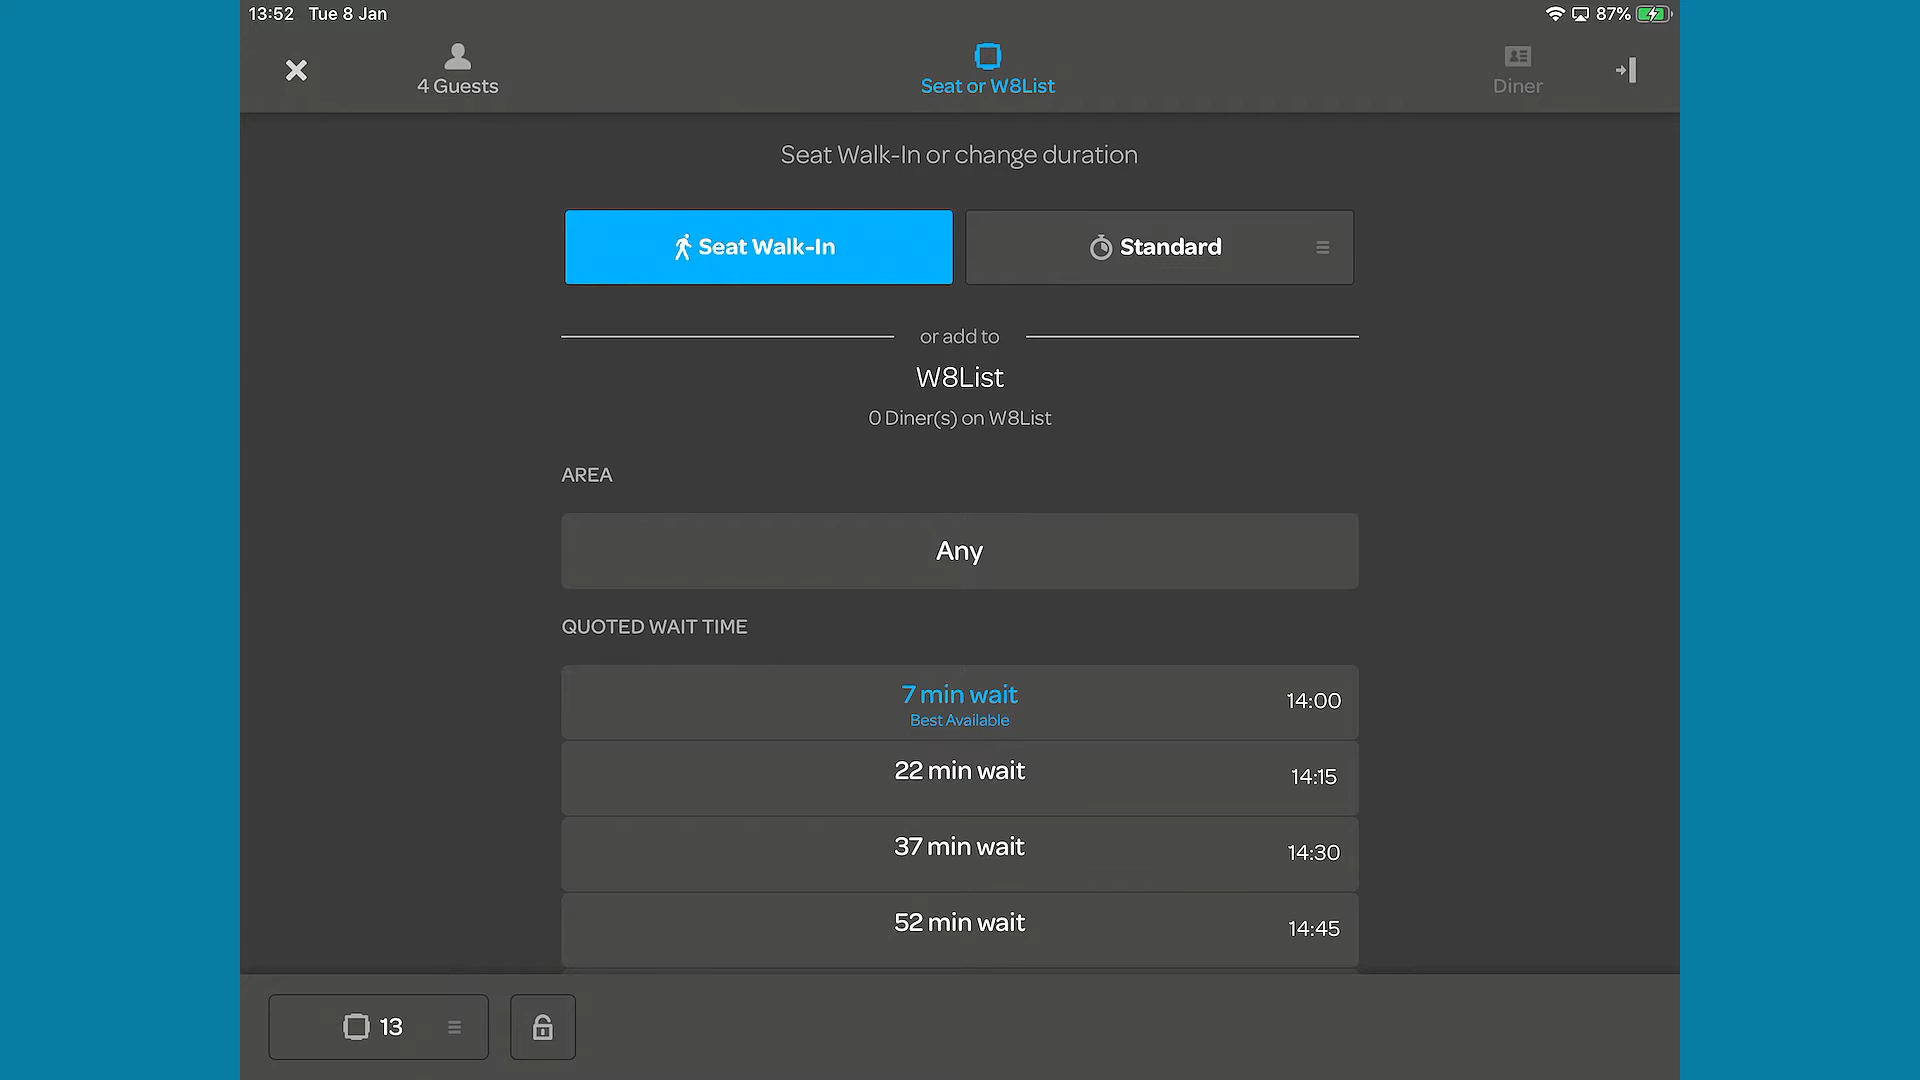 13:52 Tue 8 Jan 87%
4 Guests
Seat or W8List
Diner
Seat Walk-In or change duration
Seat Walk-In
Standard
or add to
W8List
0 Diner(s) on W8List
AREA
Any
QUOTED WAIT TIME
7 min wait 14:00
Best Available
22 min wait 14:15
37 min wait 14:30
52 min wait 14:45
13